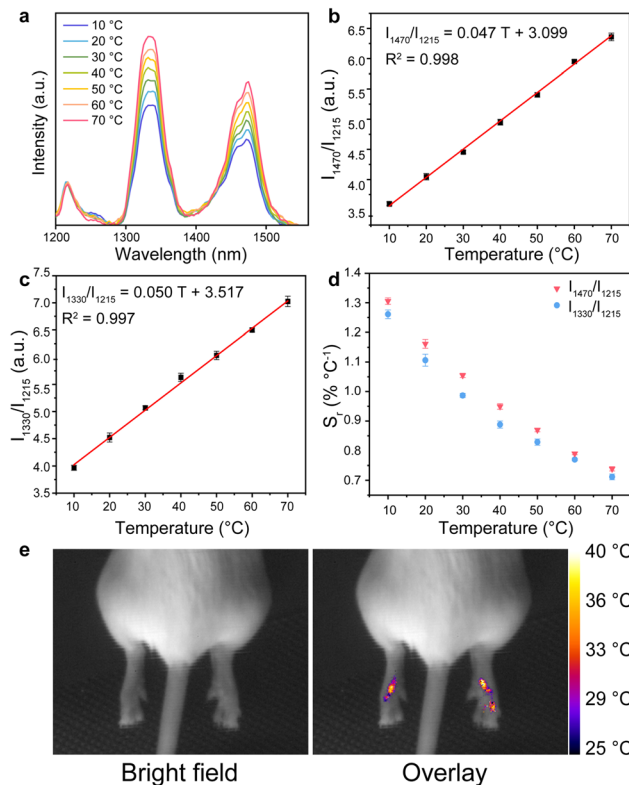 a
10 °C
20 °C
30 °C
40 °C
50 °C
60 °C
70 °C
Intensity (a.u.)
1200 1300 1400 1500
Wavelength (nm)
b
I₁₄₇₀/I₁₂₁₅ = 0.047 T + 3.099
R² = 0.998
I₁₄₇₀/I₁₂₁₅ (a.u.)
6.5
6.0
5.5
5.0
4.5
4.0
3.5
10 20 30 40 50 60 70
Temperature (°C)
c
I₁₃₃₀/I₁₂₁₅ = 0.050 T + 3.517
R² = 0.997
I₁₃₃₀/I₁₂₁₅ (a.u.)
7.5
7.0
6.5
6.0
5.5
5.0
4.5
4.0
3.5
10 20 30 40 50 60 70
Temperature (°C)
d
I₁₄₇₀/I₁₂₁₅
I₁₃₃₀/I₁₂₁₅
Sᵣ (% °C⁻¹)
1.4
1.3
1.2
1.1
1.0
0.9
0.8
0.7
10 20 30 40 50 60 70
Temperature (°C)
e
40 °C
36 °C
33 °C
29 °C
25 °C
Bright field
Overlay